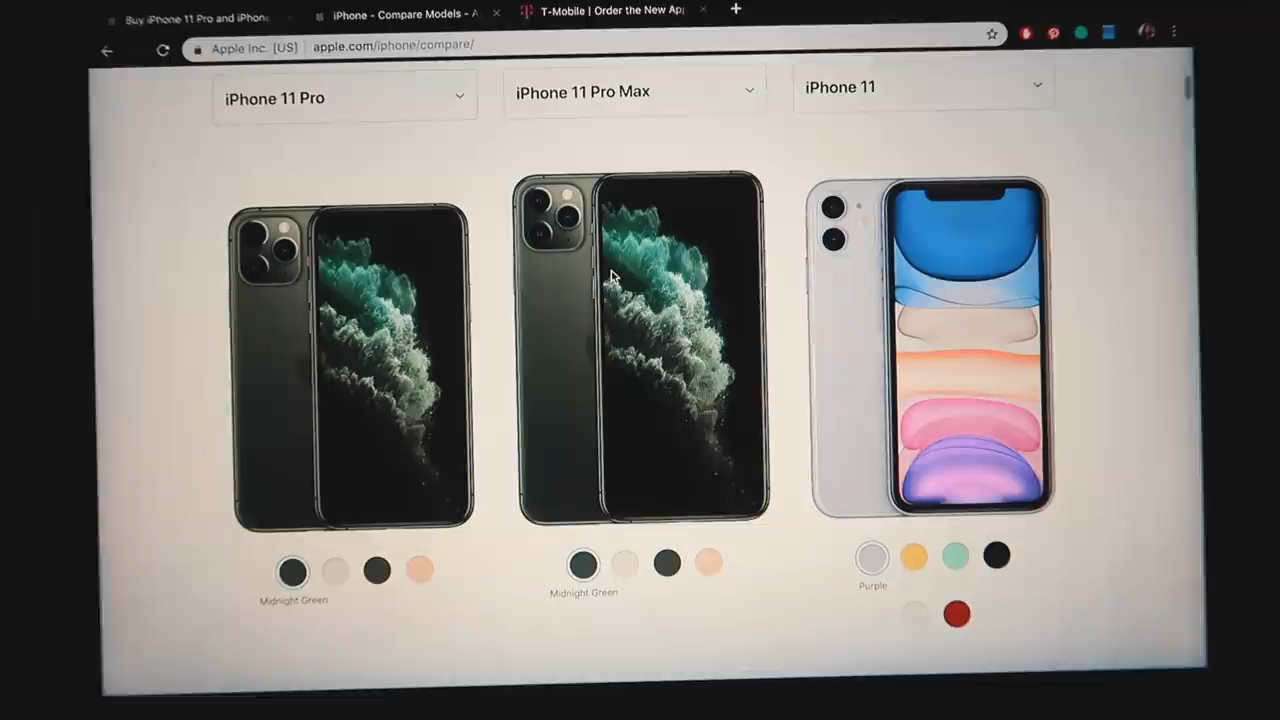 Buy iPhone 11 Pro and iPhone
iPhone - Compare Models - A
T-Mobile | Order the New App
Apple Inc. [US] | apple.com/iphone/compare/
iPhone 11 Pro
iPhone 11 Pro Max
iPhone 11
Midnight Green
Midnight Green
Purple